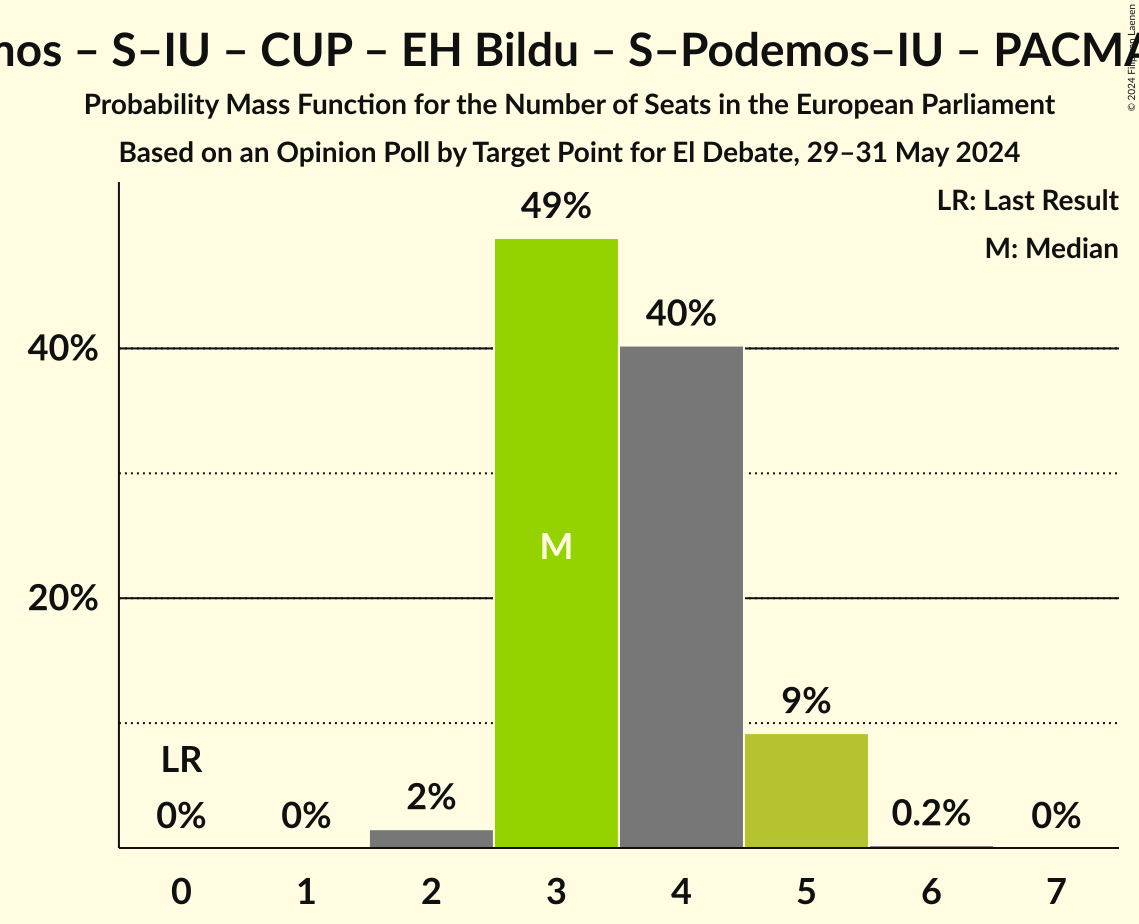 – S–IU – CUP – EH Bildu – S–Podemos–IU –
Probability Mass Function for the Number of Seats in the European Parliament
Based on an Opinion Poll by Target Point for El Debate, 29–31 May 2024
LR: Last Result
M: Median
49%
40%
40%
M
20%
9%
LR
0%
0%
2%
0.2%
0%
0
1
2
3
4
5
6
7
© 2024 Filip Laenen